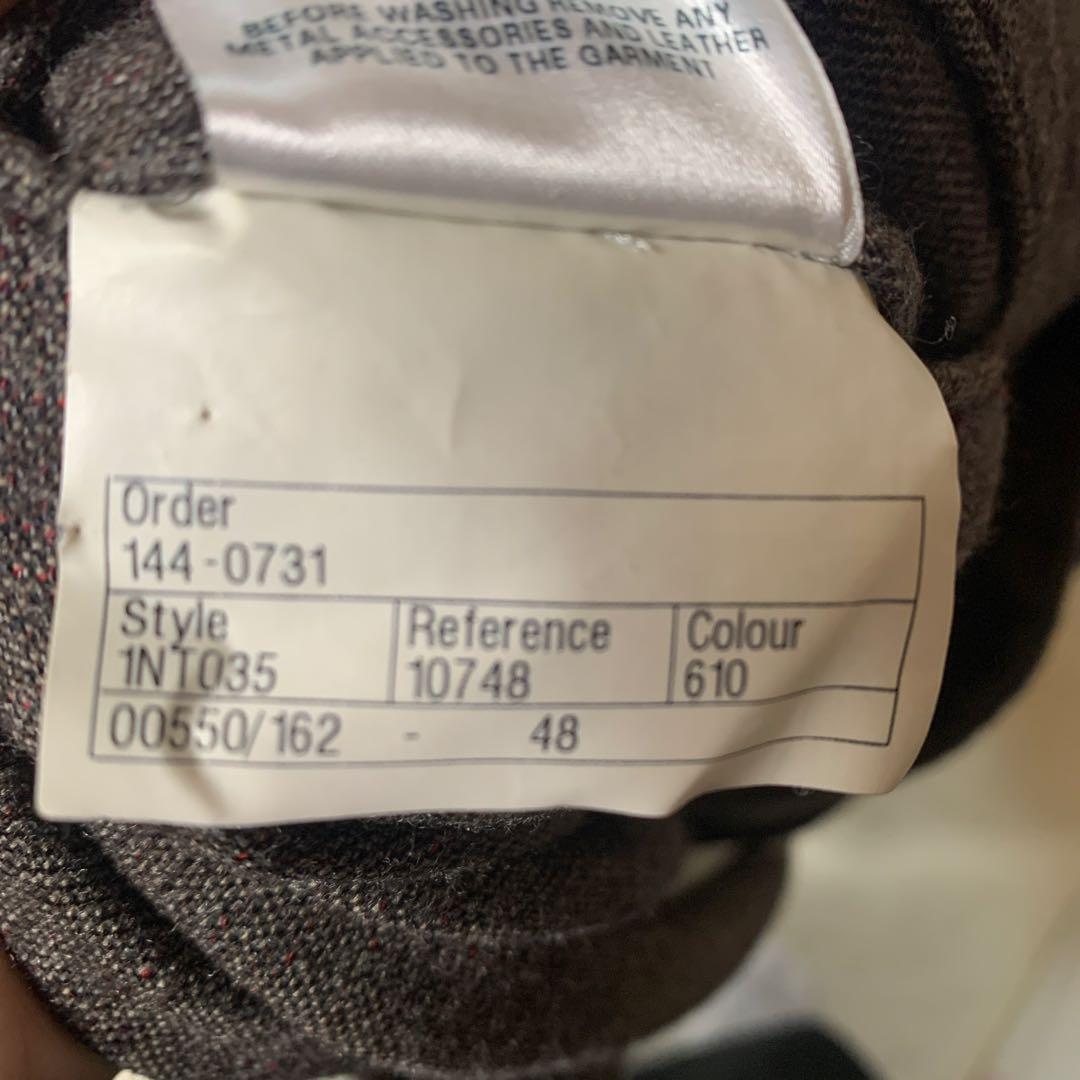 BEFORE WASHING REMOVE ANY
METAL ACCESSORIES AND LEATHER
APPLIED TO THE GARMENT
Order
144-0731
Style Reference Colour
1NT035 10748 610
00550/162 - 48